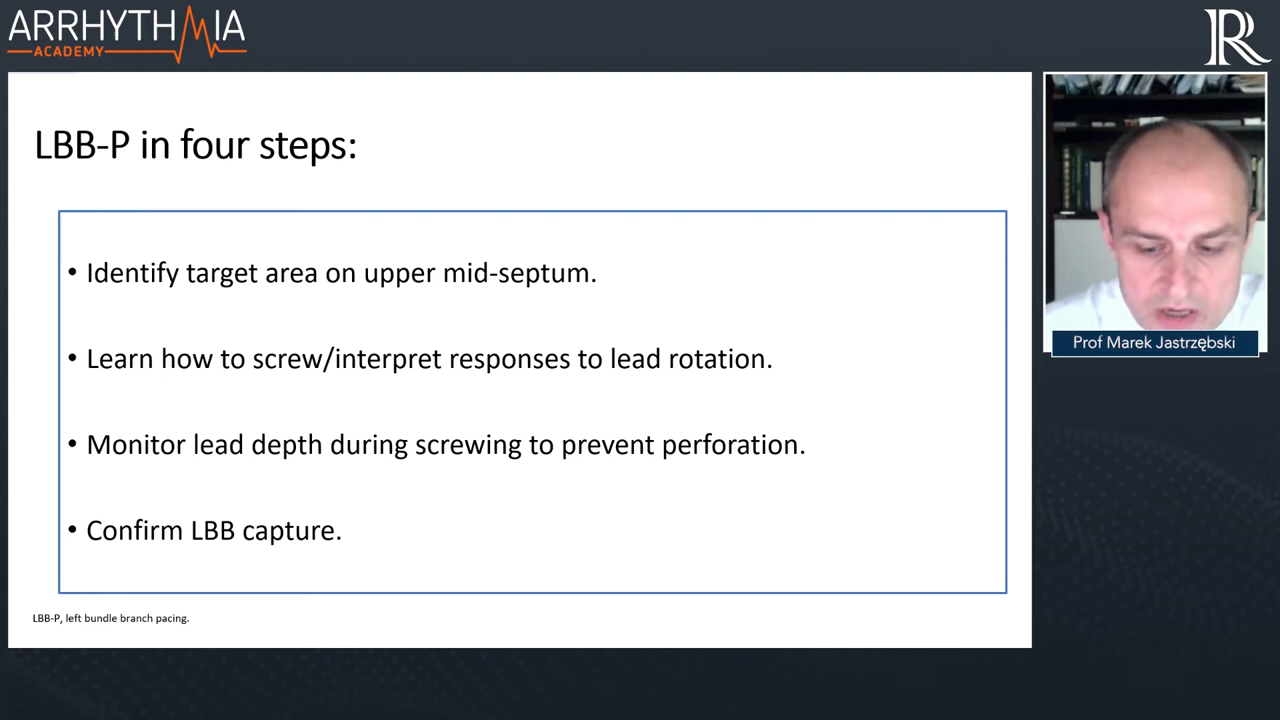 ARRHYTHMIA
ACADEMY
R
LBB-P in four steps:
• Identify target area on upper mid-septum.
• Learn how to screw/interpret responses to lead rotation.
• Monitor lead depth during screwing to prevent perforation.
• Confirm LBB capture.
LBB-P, left bundle branch pacing.
Prof Marek Jastrzębski